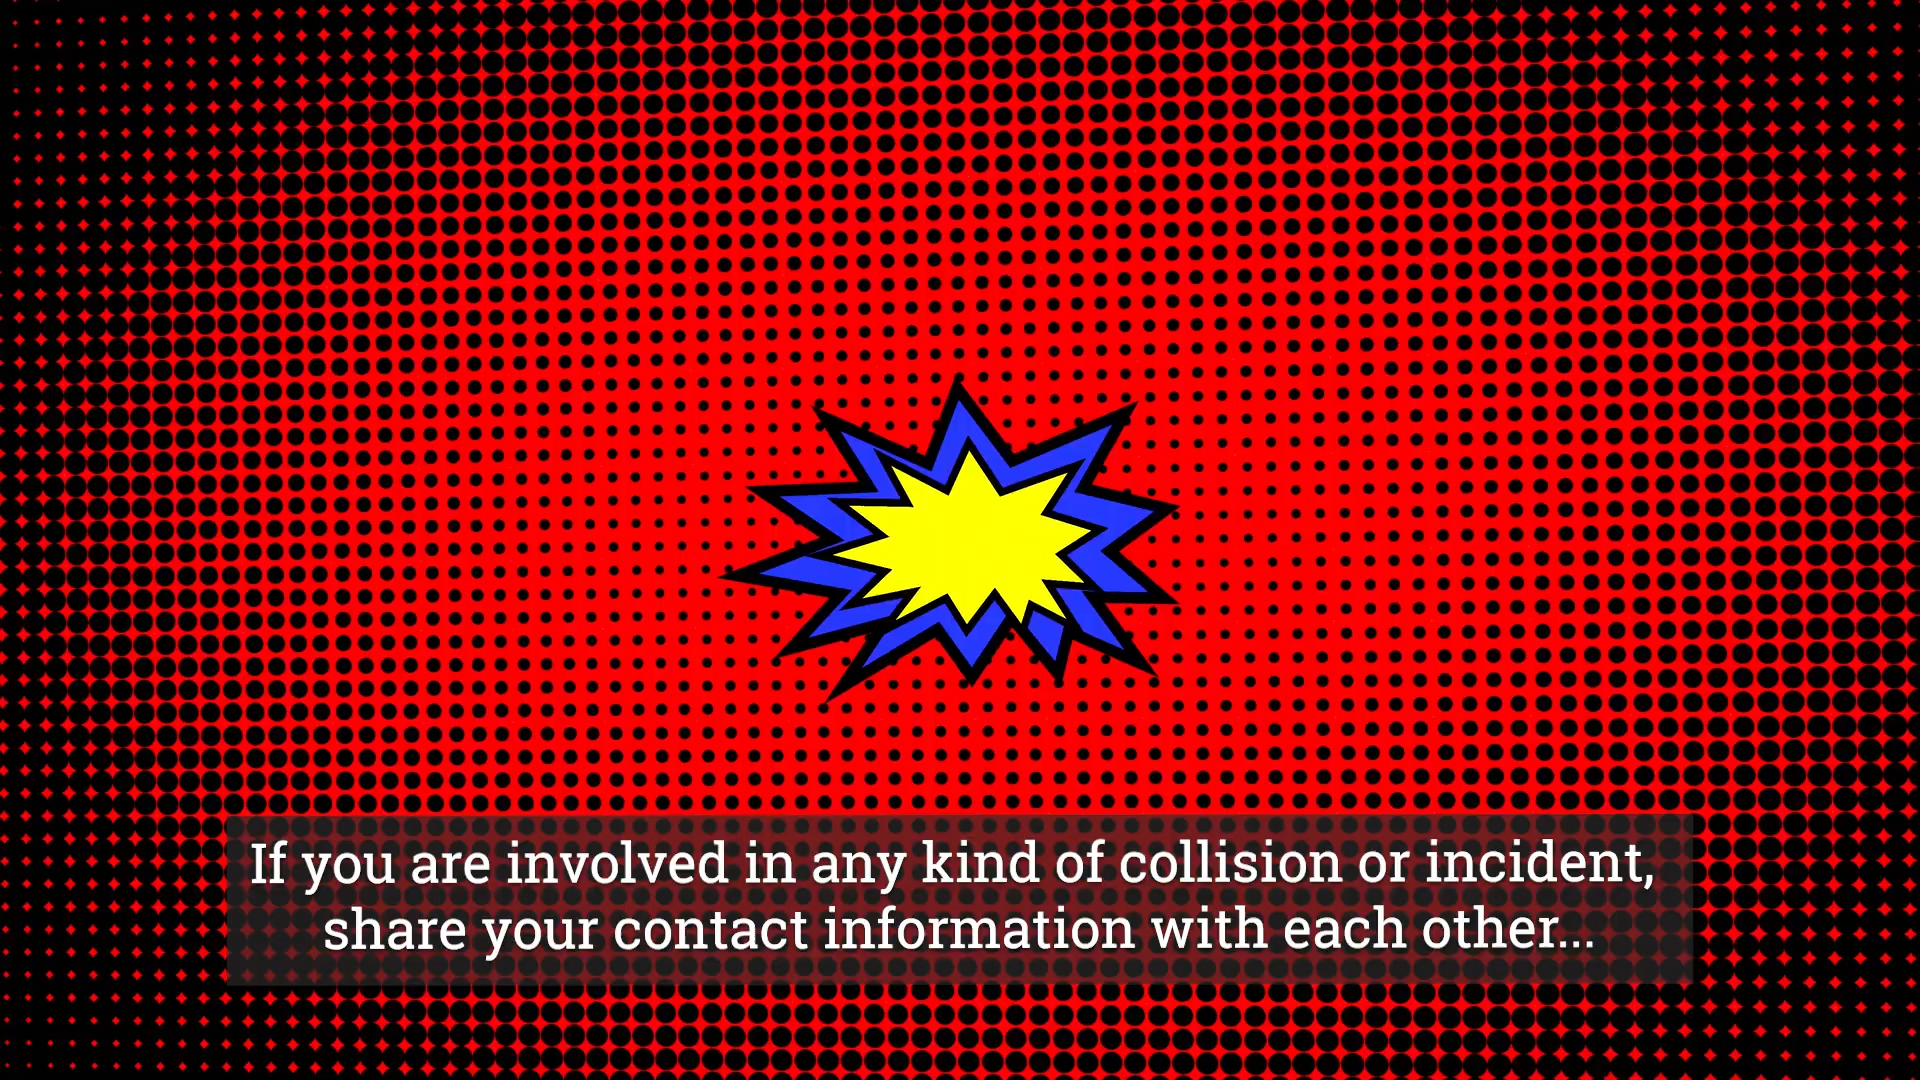 If you are involved in any kind of collision or incident,
share your contact information with each other...